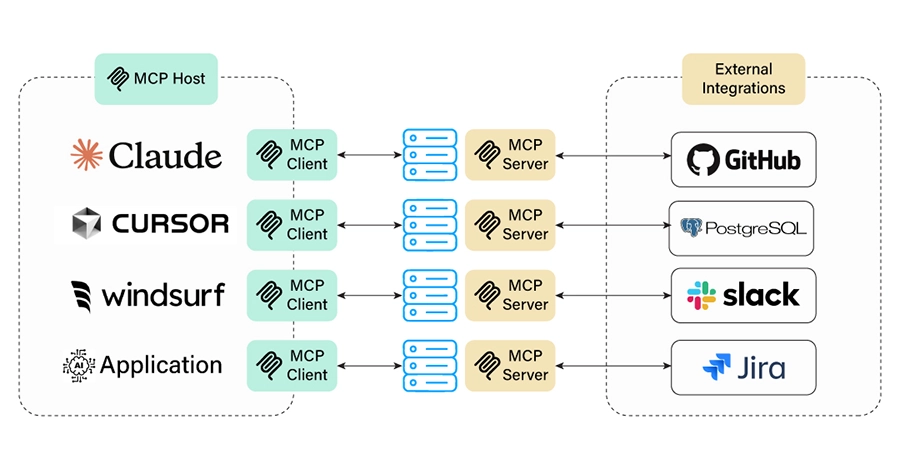 MCP Host
External
Integrations
Claude
MCP
Client
MCP
Server
GitHub
CURSOR
MCP
Client
MCP
Server
PostgreSQL
windsurf
MCP
Client
MCP
Server
slack
AI
Application
MCP
Client
MCP
Server
Jira